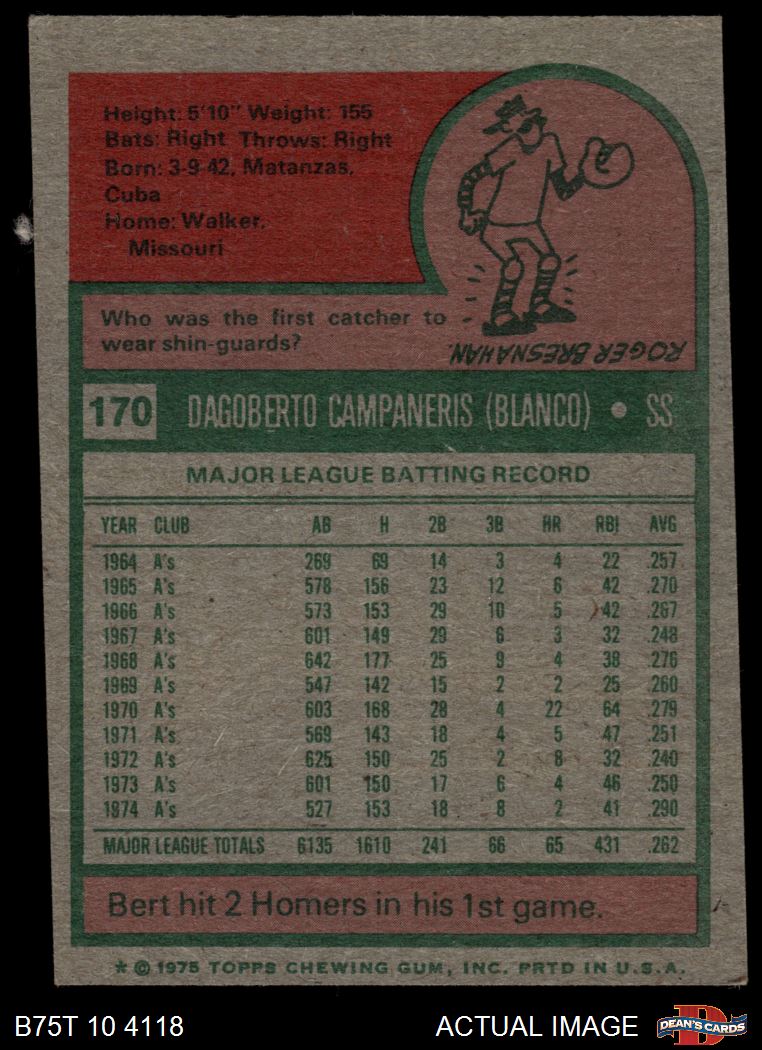 Height: 5'10" Weight: 155
Bats: Right Throws: Right
Born: 3-9-42, Matanzas,
Cuba
Home: Walker,
Missouri
Who was the first catcher to
wear shin-guards?
ROGER BRESNAHAN.
170 DAGOBERTO CAMPANERIS (BLANCO) • SS
MAJOR LEAGUE BATTING RECORD
YEAR CLUB AB H 2B 3B HR RBI AVG
1964 A's 269 69 14 3 4 22 .257
1965 A's 578 156 23 12 6 42 .270
1966 A's 573 153 29 10 5 42 .267
1967 A's 601 149 29 6 3 32 .248
1968 A's 642 177 25 9 4 38 .276
1969 A's 547 142 15 2 2 25 .260
1970 A's 603 168 28 4 22 64 .279
1971 A's 569 143 18 4 5 47 .251
1972 A's 625 150 25 2 8 32 .240
1973 A's 601 150 17 6 4 46 .250
1974 A's 527 153 18 8 2 41 .290
MAJOR LEAGUE TOTALS 6135 1610 241 66 65 431 .262
Bert hit 2 Homers in his 1st game.
* © 1975 TOPPS CHEWING GUM, INC. PRTD IN U.S.A.
B75T 10 4118 ACTUAL IMAGE DEAN'S CARDS